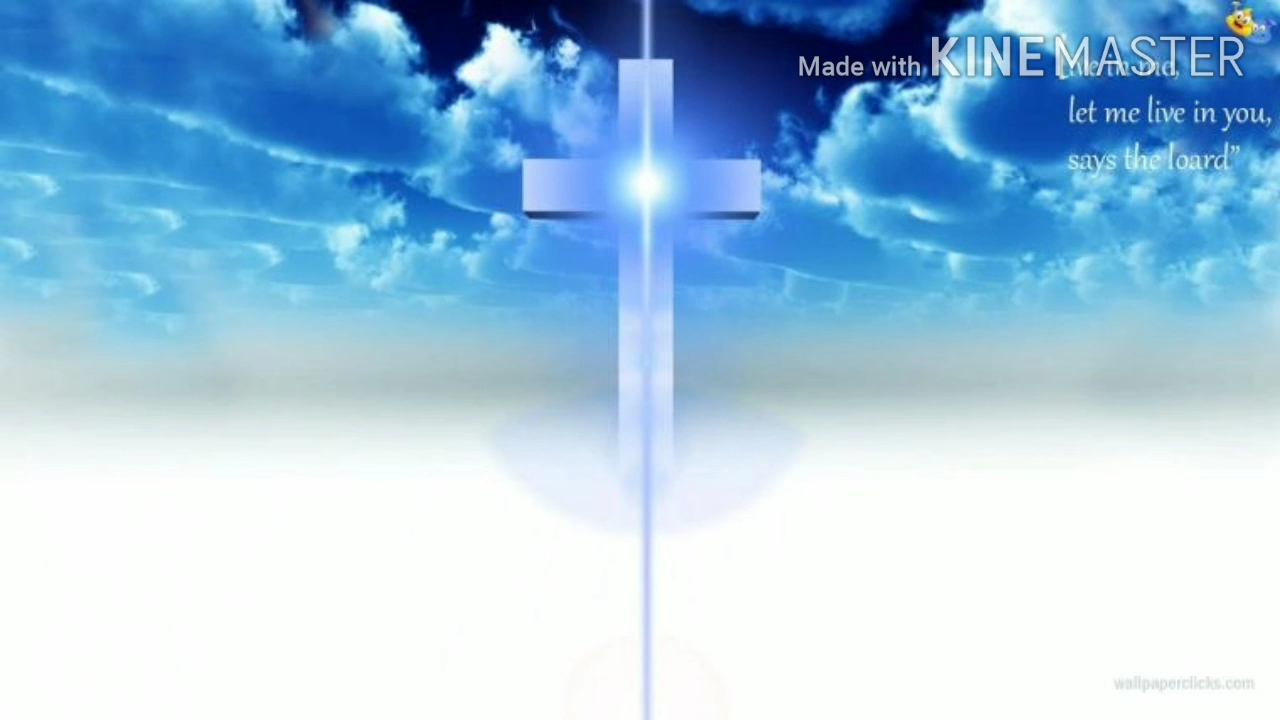 Made with KINEMASTER
let me live in you,
says the loard”
wallpaperclicks.com